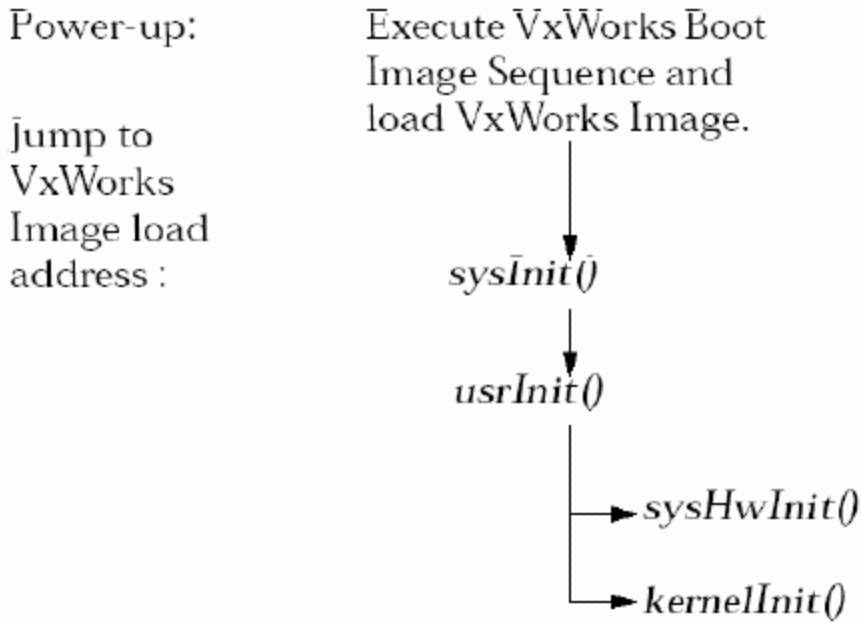 Power-up:
Execute VxWorks Boot
Image Sequence and
load VxWorks Image.
Jump to
VxWorks
Image load
address :
sysInit()
usrInit()
sysHwInit()
kernelInit()